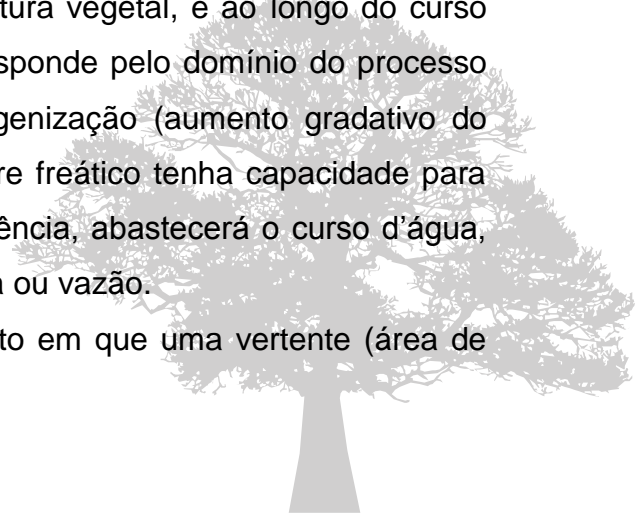 tura vegetal, e ao longo do curso
sponde pelo domínio do processo
genização (aumento gradativo do
re freático tenha capacidade para
ência, abastecerá o curso d’água,
a ou vazão.
to em que uma vertente (área de